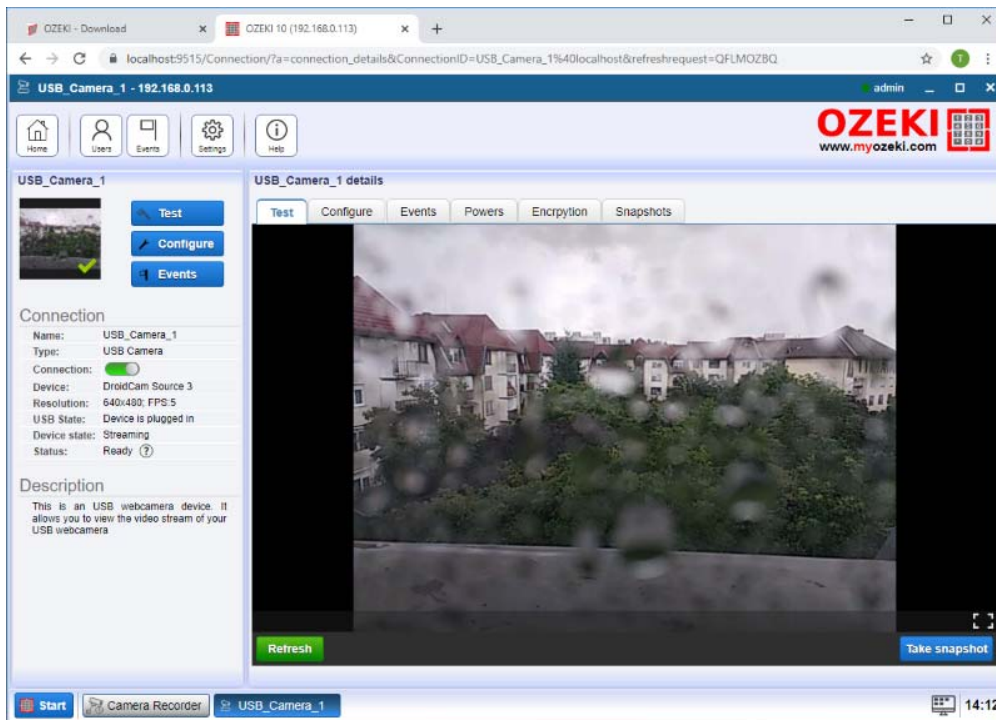 OZEKI - Download
OZEKI 10 (192.168.0.113)
localhost:9515/Connection/?a=connection_details&ConnectionID=USB_Camera_1%40localhost&refreshrequest=QFLMOZBQ
T
USB_Camera_1 - 192.168.0.113
admin
Home
Users
Events
Settings
Help
OZEKI
www.myozeki.com
USB_Camera_1
Test
Configure
Events
Connection
Name: USB_Camera_1
Type: USB Camera
Connection:
Device: DroidCam Source 3
Resolution: 640x480; FPS:5
USB State: Device is plugged in
Device state: Streaming
Status: Ready ?
Description
This is an USB webcamera device. It
allows you to view the video stream of your
USB webcamera
USB_Camera_1 details
Test Configure Events Powers Encrpytion Snapshots
Refresh
Take snapshot
Start
Camera Recorder
USB_Camera_1
14:12